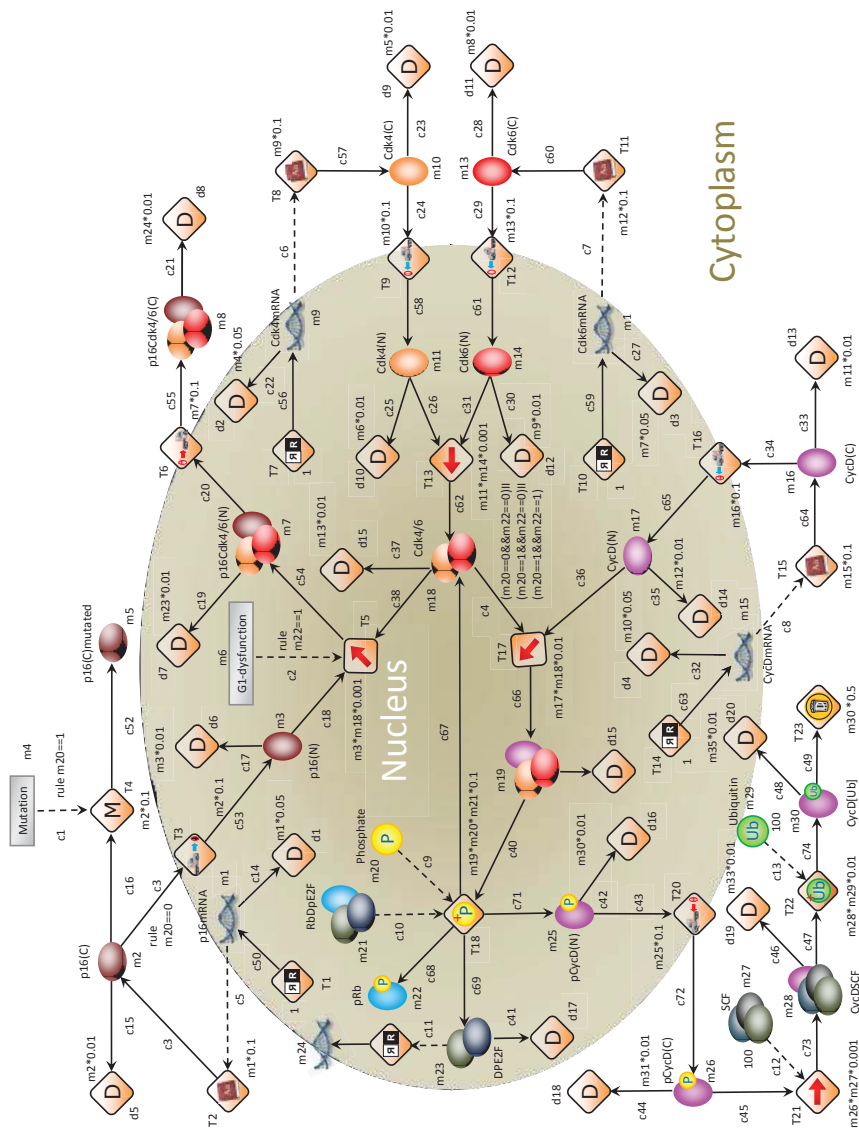 m26*m27*0.001
T21
c12
100
SCF
m27
c73
CycDSCF
m28
c46
d19
D
c47
m28*m29*0.01
T22
Ub
c13
100
Ubiquitin
m29
m33*0.01
c74
CycD[Ub]
m30
Ub
c48
d20
D
m35*0.01
c49
T23
D
m30 *0.5
c45
c44
d18
D
m31*0.01
pCycD(C)
P
m26
c72
m25*0.1
T20
c43
c42
m30*0.01
D
d16
m25
P
pCycD(N)
c71
T18
P
c41
D
d17
DPE2F
m23
c11
RR
m24
c69
c68
pRb
P
m22
c10
m21
RbDpE2F
c9
m20
P
Phosphate
m19*m20* m21*0.1
c40
m19
D
d15
c66
m17*m18*0.01
T17
c67
c4
(m20==0&&m22==0)II
(m20==1&&m22==0)II
(m20==1&&m22==1)
Nucleus
Cytoplasm
T2
m1*0.1
c3
c5
d5
D
m2*0.01
c15
p16(C)
m2
c16
c3
rule
m20==0
T4
M
m2*0.1
c1
rule m20==1
Mutation
m4
c52
p16(C)mutated
m5
T1
RR
1
c50
p16mRNA
m1
c14
m1*0.05
D
d1
T3
m2*0.1
c53
p16(N)
m3
c17
m3*0.01
D
d6
c18
m3*m18*0.001
T5
c2
rule
m22==1
G1-dysfunction
m6
c54
p16Cdk4/6(N)
m7
c19
m23*0.01
D
d7
c20
m13*0.01
T6
m7*0.1
c55
p16Cdk4/6(C)
m8
c21
m24*0.01
D
d8
c38
c37
D
d15
Cdk4/6
m18
c62
T13
m11*m14*0.001
T7
RR
1
c56
Cdk4mRNA
m9
c22
m4*0.05
D
d2
c6
T8
m9*0.1
c57
Cdk4(C)
m10
c23
m5*0.01
D
d9
c24
m10*0.1
T9
c58
Cdk4(N)
m11
c25
m6*0.01
D
d10
c26
c31
Cdk6(N)
m14
c30
m9*0.01
D
d12
c61
T12
m13*0.1
c29
Cdk6(C)
m13
c28
m8*0.01
D
d11
c60
T11
m12*0.1
c7
Cdk6mRNA
m1
c27
m7*0.05
D
d3
c59
T10
RR
1
T14
RR
1
c63
CycDmRNA
m15
c32
m10*0.05
D
d4
c8
T15
m15*0.1
c64
CycD(C)
m16
c33
m11*0.01
D
d13
c34
T16
m16*0.1
c65
CycD(N)
m17
c35
m12*0.01
D
d14
c36